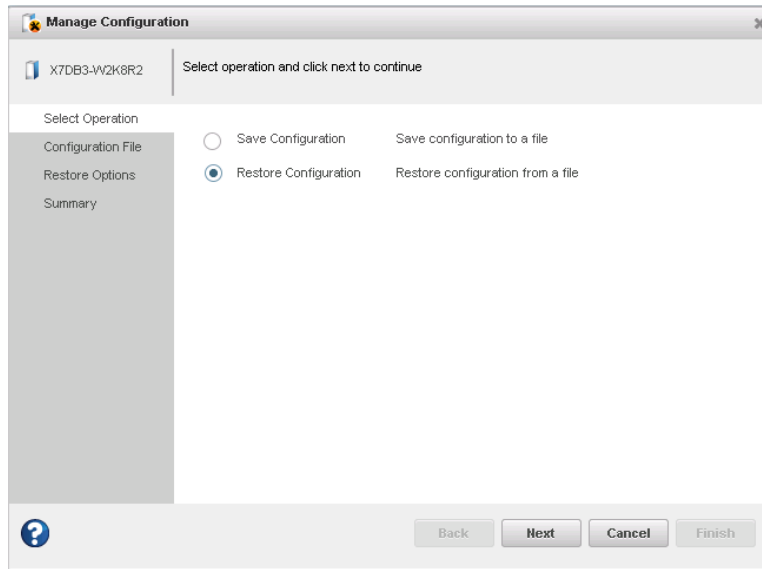 Manage Configuration
X7DB3-W2K8R2
Select operation and click next to continue
Select Operation
Configuration File
Restore Options
Summary
Save Configuration Save configuration to a file
Restore Configuration Restore configuration from a file
? Back Next Cancel Finish